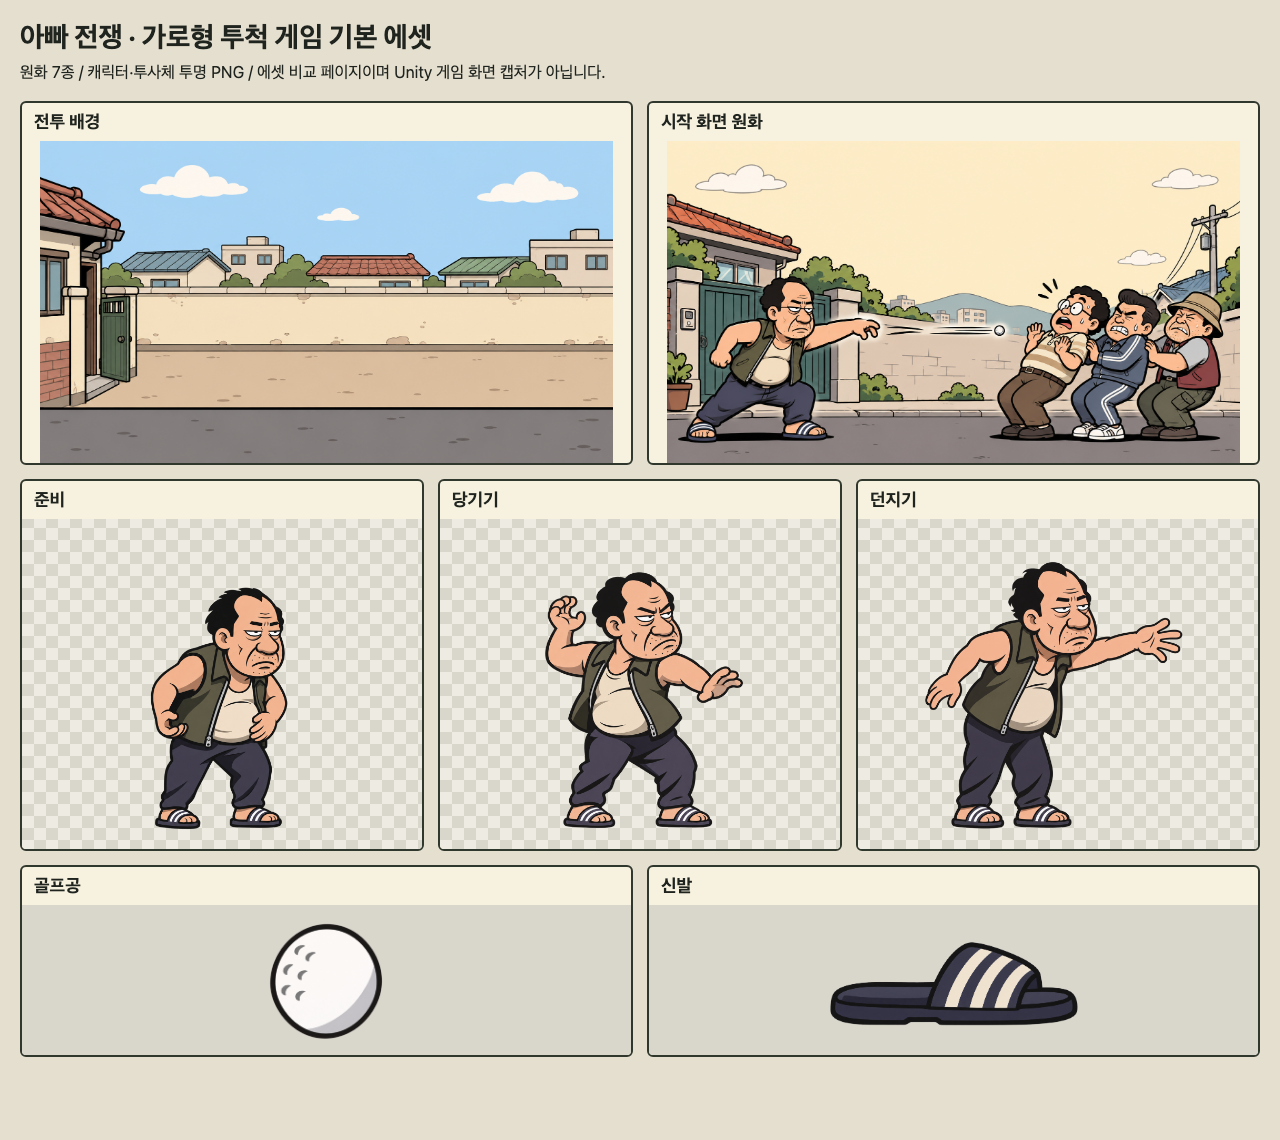 아빠 전쟁 · 가로형 투척 게임 기본 에셋
원화 7종 / 캐릭터·투사체 투명 PNG / 에셋 비교 페이지이며 Unity 게임 화면 캡처가 아닙니다.
전투 배경
시작 화면 원화
준비
당기기
던지기
골프공
신발